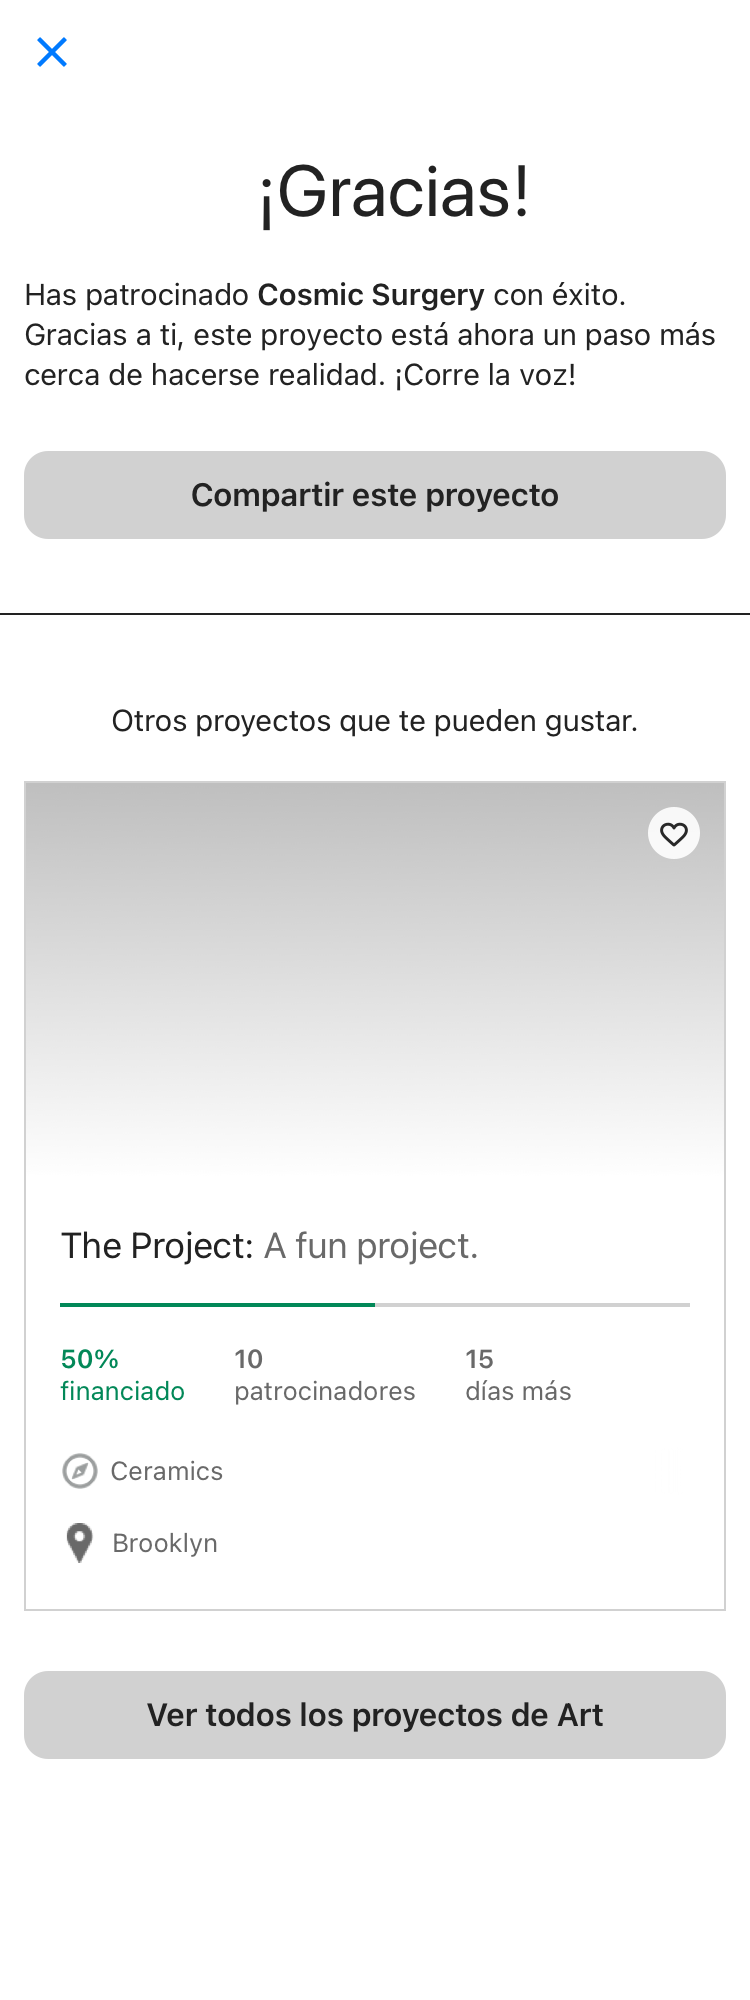 ¡Gracias!
Has patrocinado Cosmic Surgery con éxito.
Gracias a ti, este proyecto está ahora un paso más
cerca de hacerse realidad. ¡Corre la voz!
Compartir este proyecto
Otros proyectos que te pueden gustar.
The Project: A fun project.
50% 10 15
financiado patrocinadores días más
Ceramics
Brooklyn
Ver todos los proyectos de Art